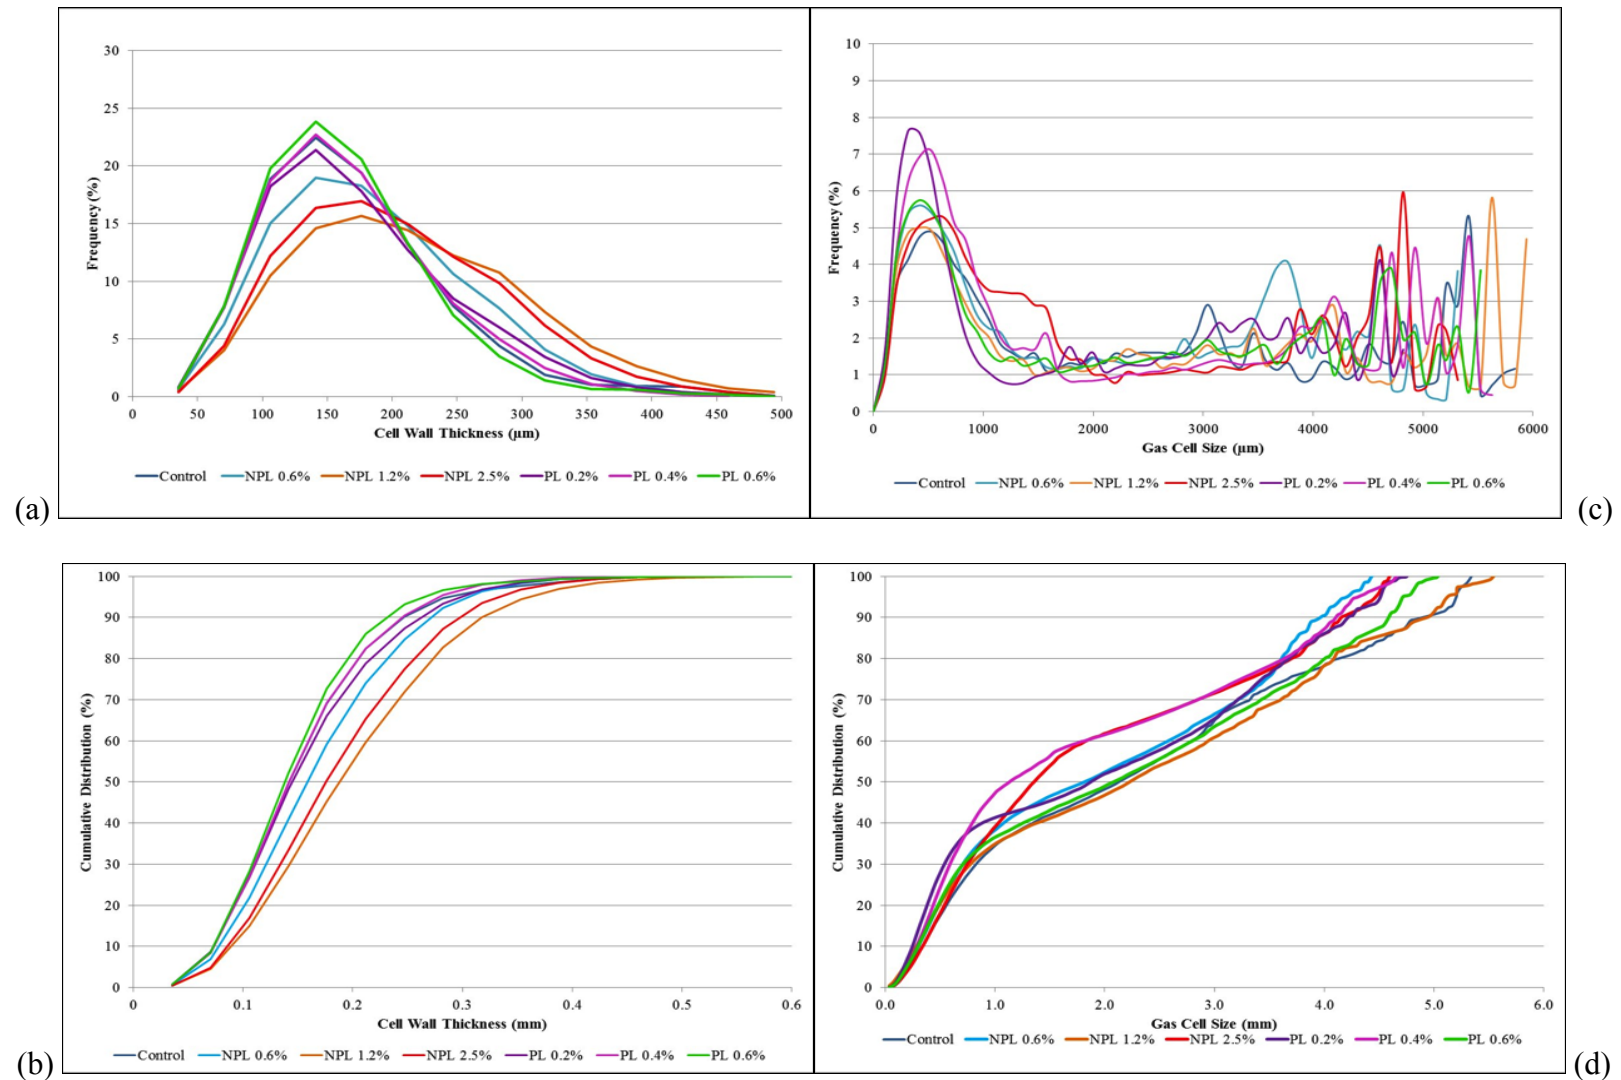 30
25
20
15
10
5
0
0 50 100 150 200 250 300 350 400 450 500
Frequency (%)
Cell Wall Thickness (µm)
Control NPL 0.6% NPL 1.2% NPL 2.5% PL 0.2% PL 0.4% PL 0.6%
(a)
10
9
8
7
6
5
4
3
2
1
0
0 1000 2000 3000 4000 5000 6000
Frequency (%)
Gas Cell Size (µm)
Control NPL 0.6% NPL 1.2% NPL 2.5% PL 0.2% PL 0.4% PL 0.6%
(c)
100
90
80
70
60
50
40
30
20
10
0
0 0.1 0.2 0.3 0.4 0.5 0.6
Cumulative Distribution (%)
Cell Wall Thickness (mm)
Control NPL 0.6% NPL 1.2% NPL 2.5% PL 0.2% PL 0.4% PL 0.6%
(b)
100
90
80
70
60
50
40
30
20
10
0
0.0 1.0 2.0 3.0 4.0 5.0 6.0
Cumulative Distribution (%)
Gas Cell Size (mm)
Control NPL 0.6% NPL 1.2% NPL 2.5% PL 0.2% PL 0.4% PL 0.6%
(d)